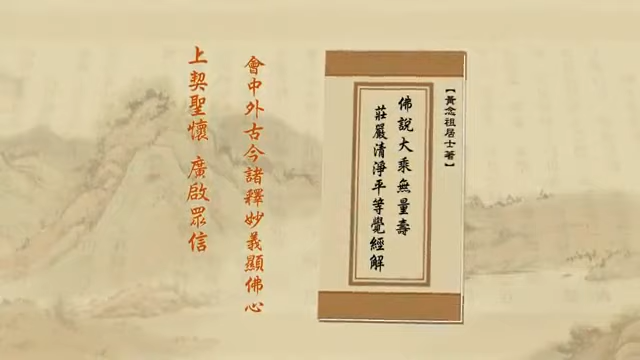 【黃念祖居士著】
佛說大乘無量壽
莊嚴清淨平等覺經解
會中外古今諸釋妙義顯佛心
上契聖懷 廣啟眾信